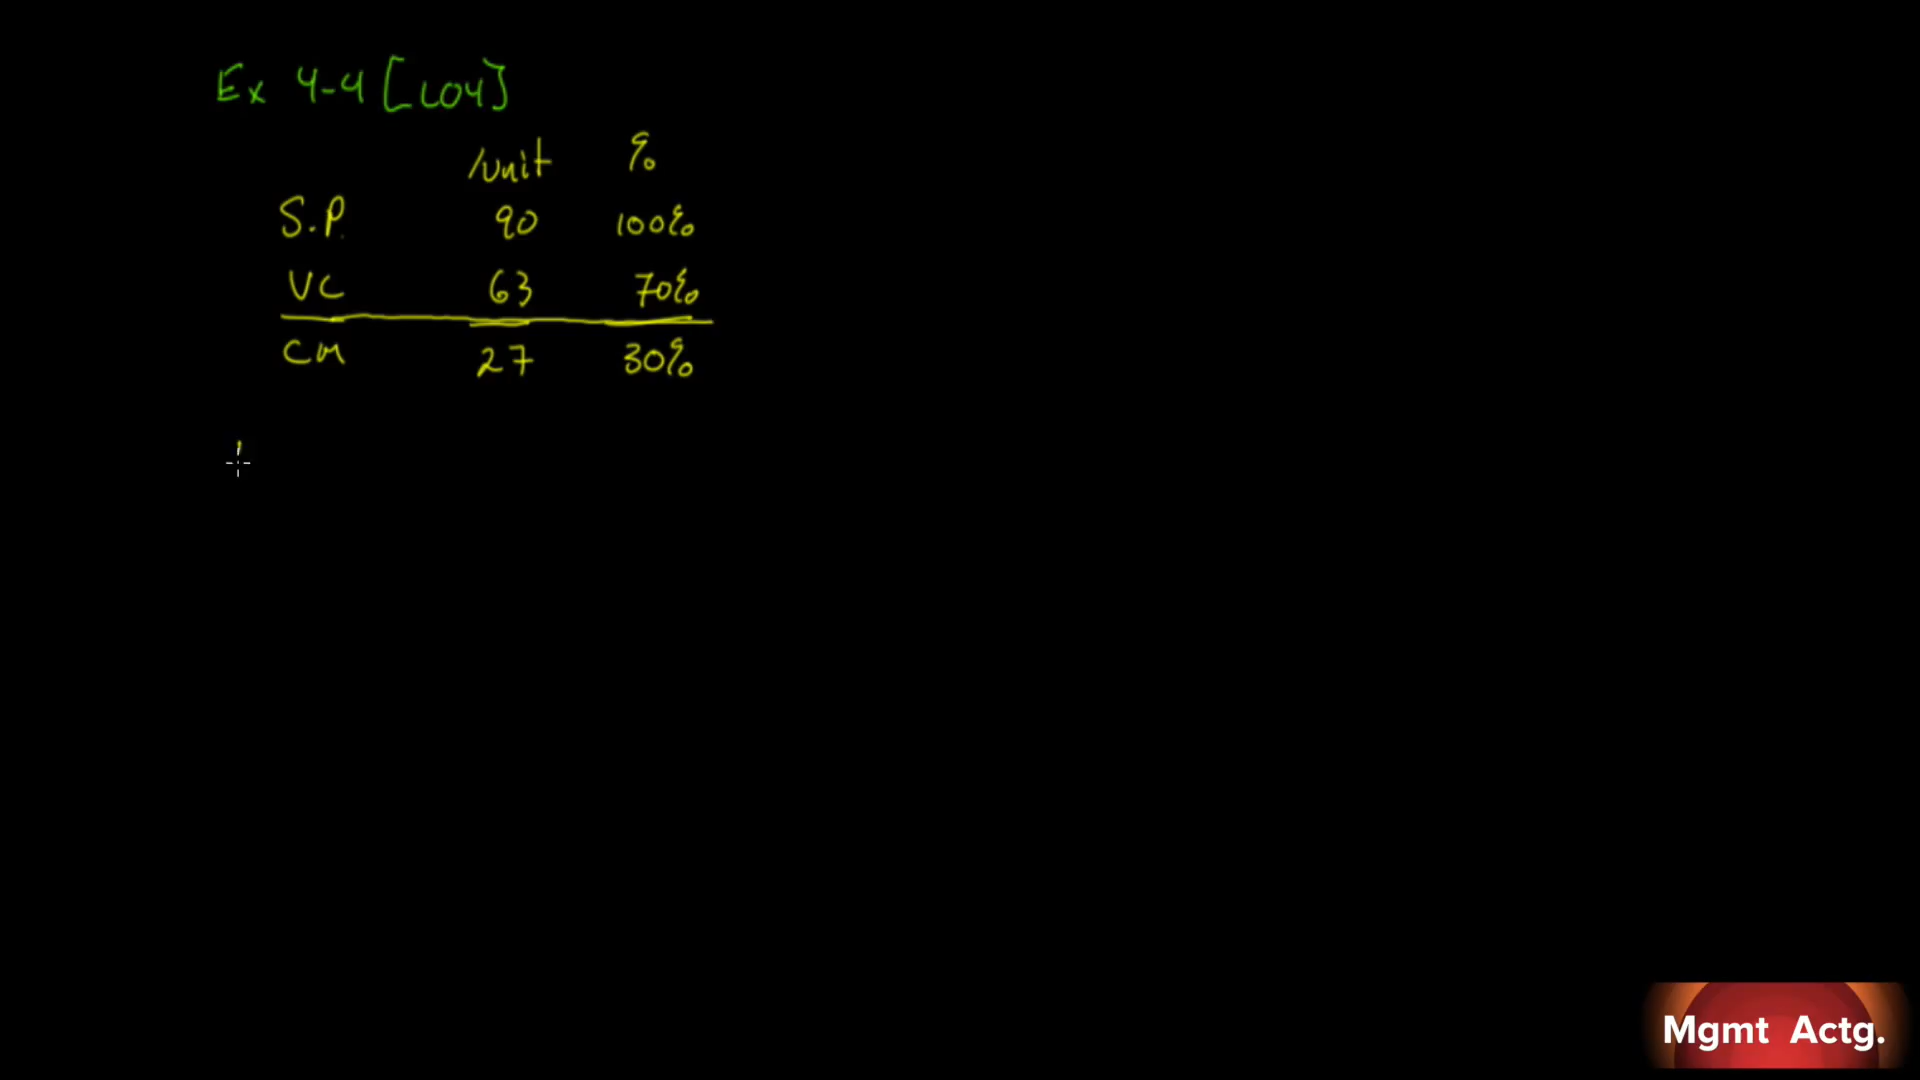 Ex 4-4 [LO4]
/unit %
S.P. 90 100%
VC 63 70%
CM 27 30%
Mgmt Actg.